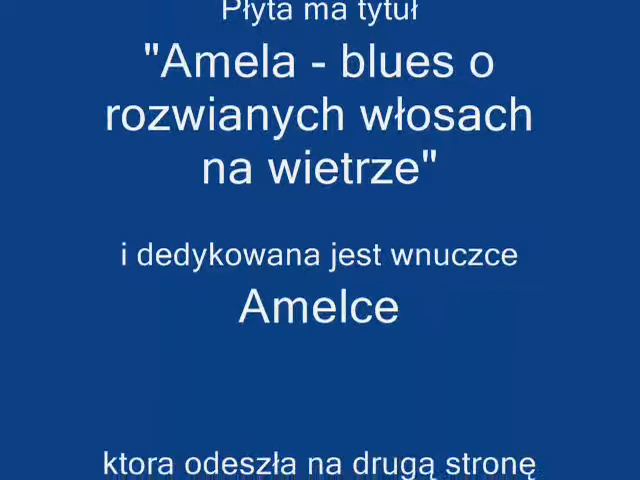 Płyta ma tytuł
"Amela - blues o
rozwianych włosach
na wietrze"
i dedykowana jest wnuczce
Amelce
ktora odeszła na drugą stronę